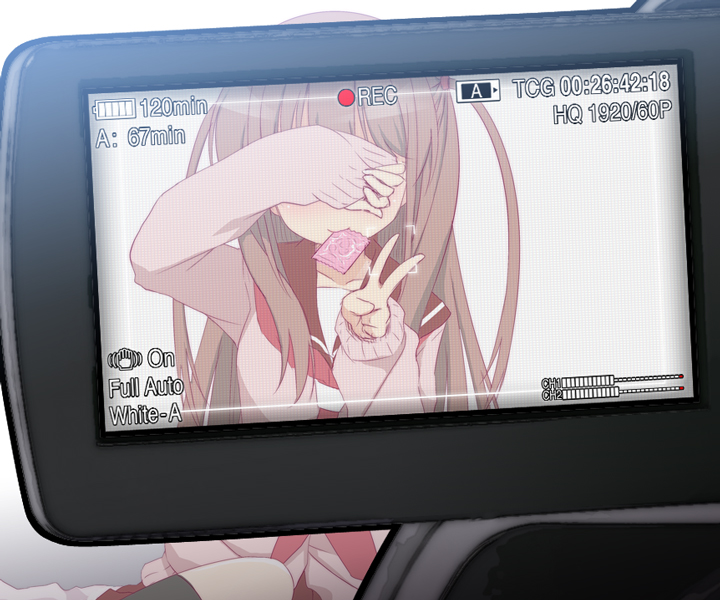 120min
REC
A
TCG 00:26:42:18
A: 67min
HQ 1920/60P
On
Full Auto
White-A
CH1
CH2